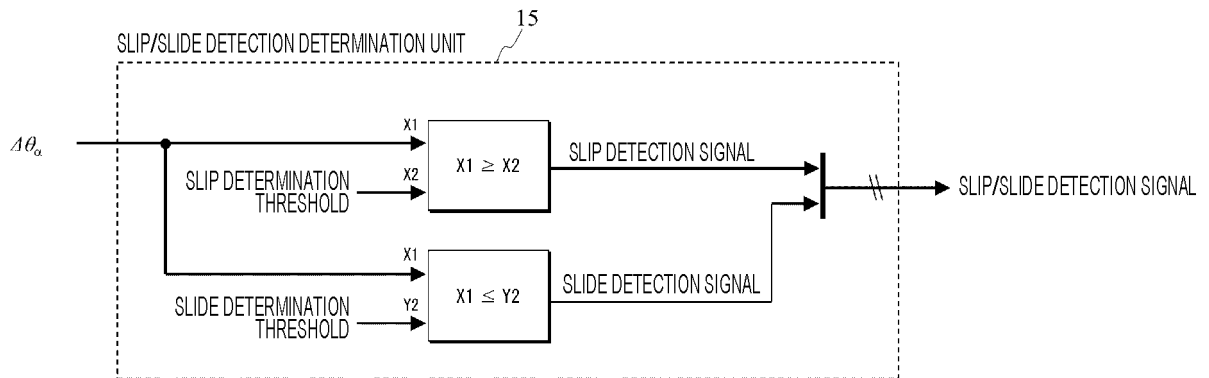 15
SLIP/SLIDE DETECTION DETERMINATION UNIT
Δθα
X1
X1 ≥ X2
SLIP DETECTION SIGNAL
X2
SLIP DETERMINATION
THRESHOLD
SLIP/SLIDE DETECTION SIGNAL
X1
X1 ≤ Y2
SLIDE DETECTION SIGNAL
Y2
SLIDE DETERMINATION
THRESHOLD